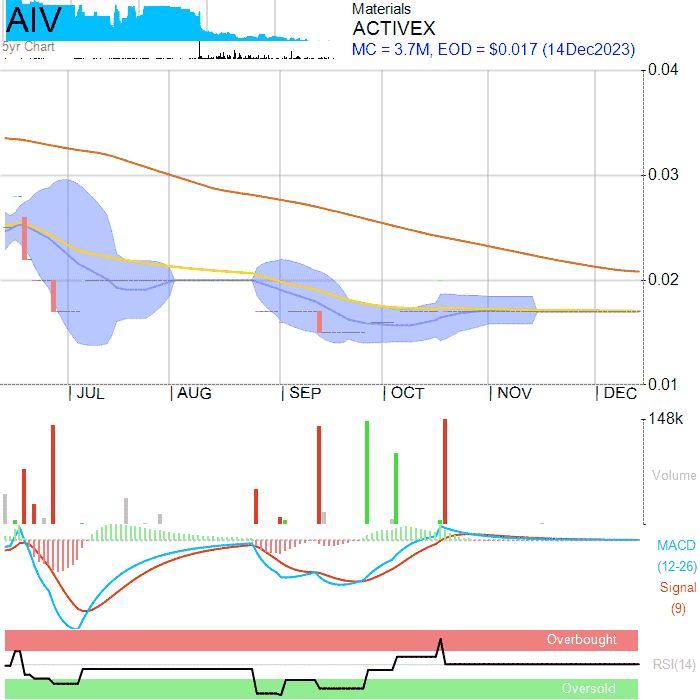 AIV
5yr Chart
Materials
ACTIVEX
MC = 3.7M, EOD = $0.017 (14Dec2023)
0.04
0.03
0.02
0.01
JUL
AUG
SEP
OCT
NOV
DEC
148k
Volume
MACD
(12-26)
Signal
(9)
Overbought
RSI(14)
Oversold